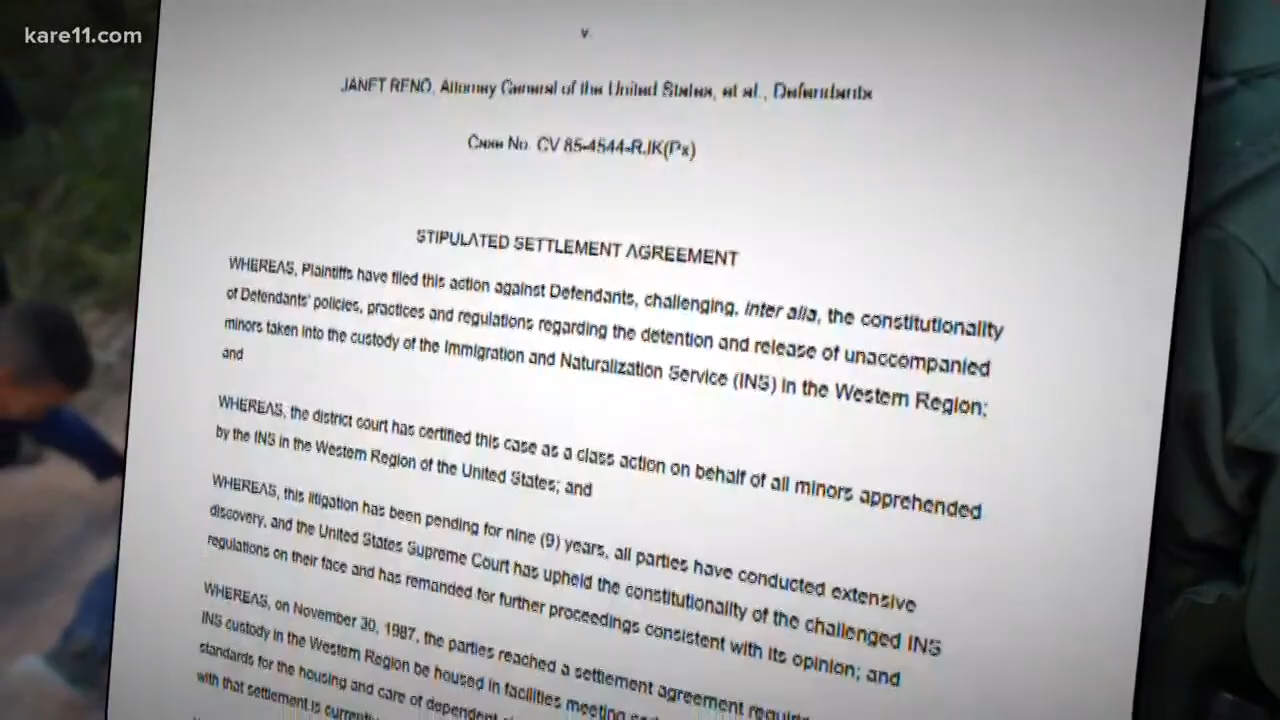 kare11.com
v.
JANET RENO, Attorney General of the United States, et al., Defendants
Case No. CV 85-4544-RJK(Px)
STIPULATED SETTLEMENT AGREEMENT
WHEREAS, Plaintiffs have filed this action against Defendants, challenging, inter alia, the constitutionality
of Defendants' policies, practices and regulations regarding the detention and release of unaccompanied
minors taken into the custody of the Immigration and Naturalization Service (INS) in the Western Region;
and
WHEREAS, the district court has certified this case as a class action on behalf of all minors apprehended
by the INS in the Western Region of the United States; and
WHEREAS, this litigation has been pending for nine (9) years, all parties have conducted extensive
discovery, and the United States Supreme Court has upheld the constitutionality of the challenged INS
regulations on their face and has remanded for further proceedings consistent with its opinion; and
WHEREAS, on November 30, 1987, the parties reached a settlement agreement
INS custody in the Western Region be housed in facilities meeting
standards for the housing and care of dependent
with that settlement is